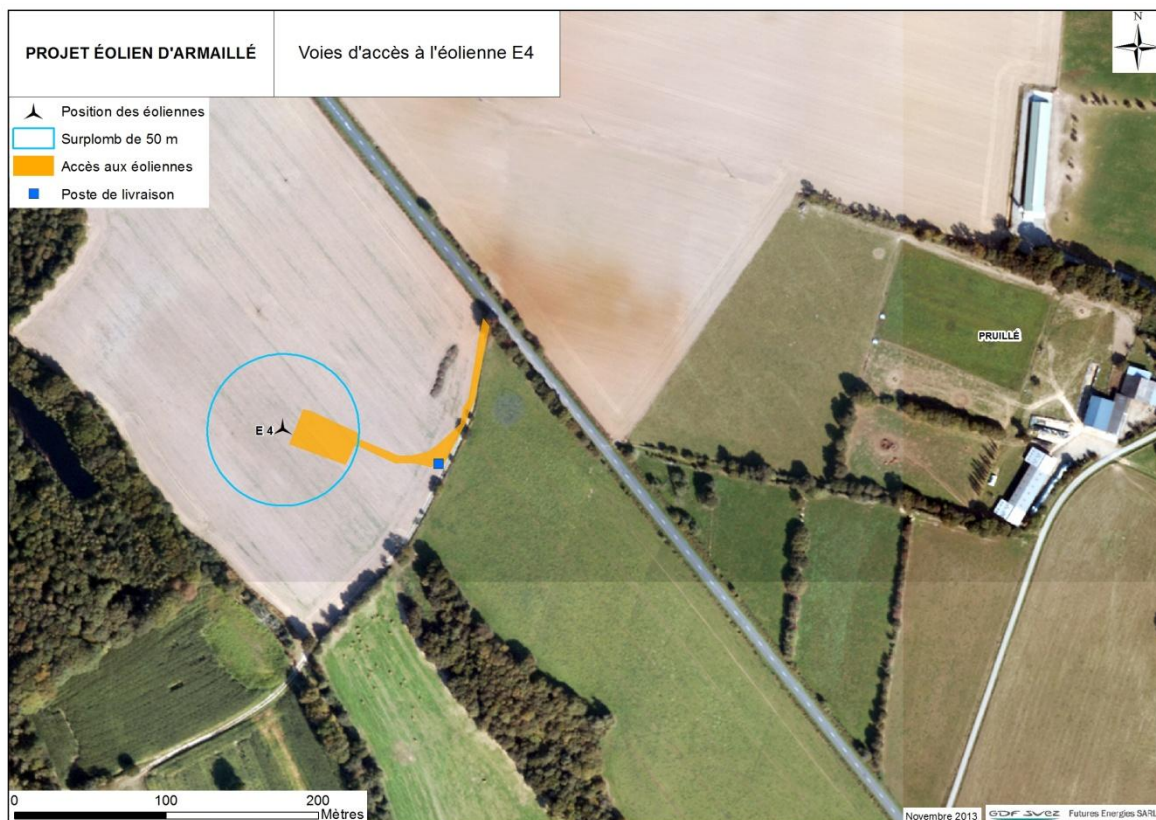 PROJET ÉOLIEN D'ARMAILLÉ
Voies d'accès à l'éolienne E4
N
Position des éoliennes
Surplomb de 50 m
Accès aux éoliennes
Poste de livraison
PRUILLÉ
E 4
0 100 200
Mètres
Novembre 2013
GDF SUEZ Futures Energies SARL